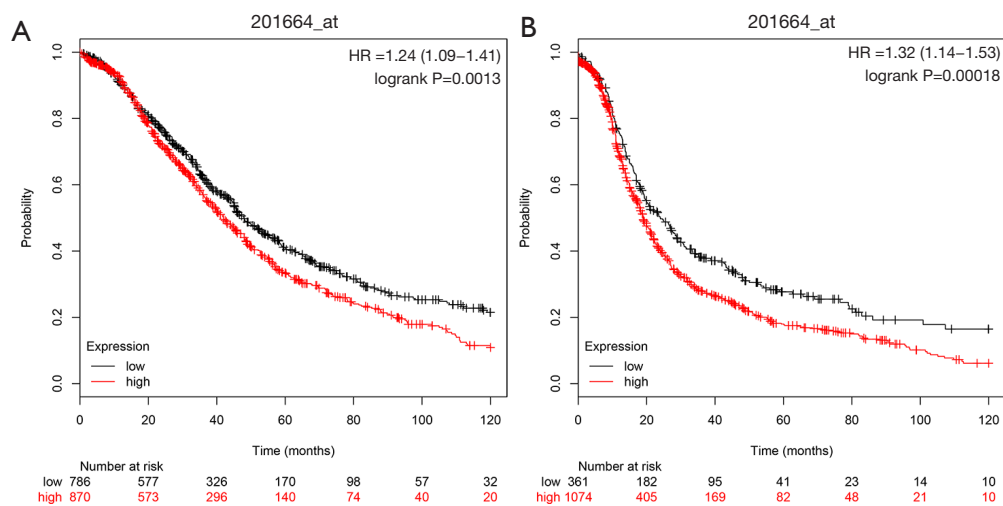 A
201664_at
HR =1.24 (1.09–1.41)
logrank P=0.0013
Probability
1.0
0.8
0.6
0.4
0.2
0.0
Expression
low
high
0 20 40 60 80 100 120
Time (months)
Number at risk
low 786 577 326 170 98 57 32
high 870 573 296 140 74 40 20
B
201664_at
HR =1.32 (1.14–1.53)
logrank P=0.00018
Probability
1.0
0.8
0.6
0.4
0.2
0.0
Expression
low
high
0 20 40 60 80 100 120
Time (months)
Number at risk
low 361 182 95 41 23 14 10
high 1074 405 169 82 48 21 10